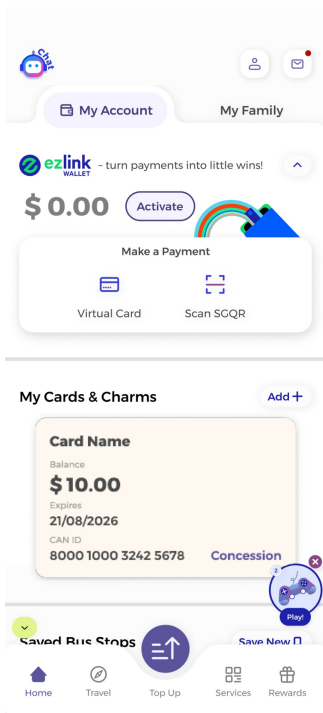 Chat
My Account
My Family
ezlink
WALLET
– turn payments into little wins!
$ 0.00
Activate
Make a Payment
Virtual Card
Scan SGQR
My Cards & Charms
Add +
Card Name
Balance
$ 10.00
Expires
21/08/2026
CAN ID
8000 1000 3242 5678
Concession
2
Play!
Saved Bus Stops
Save New
Home
Travel
Top Up
Services
Rewards